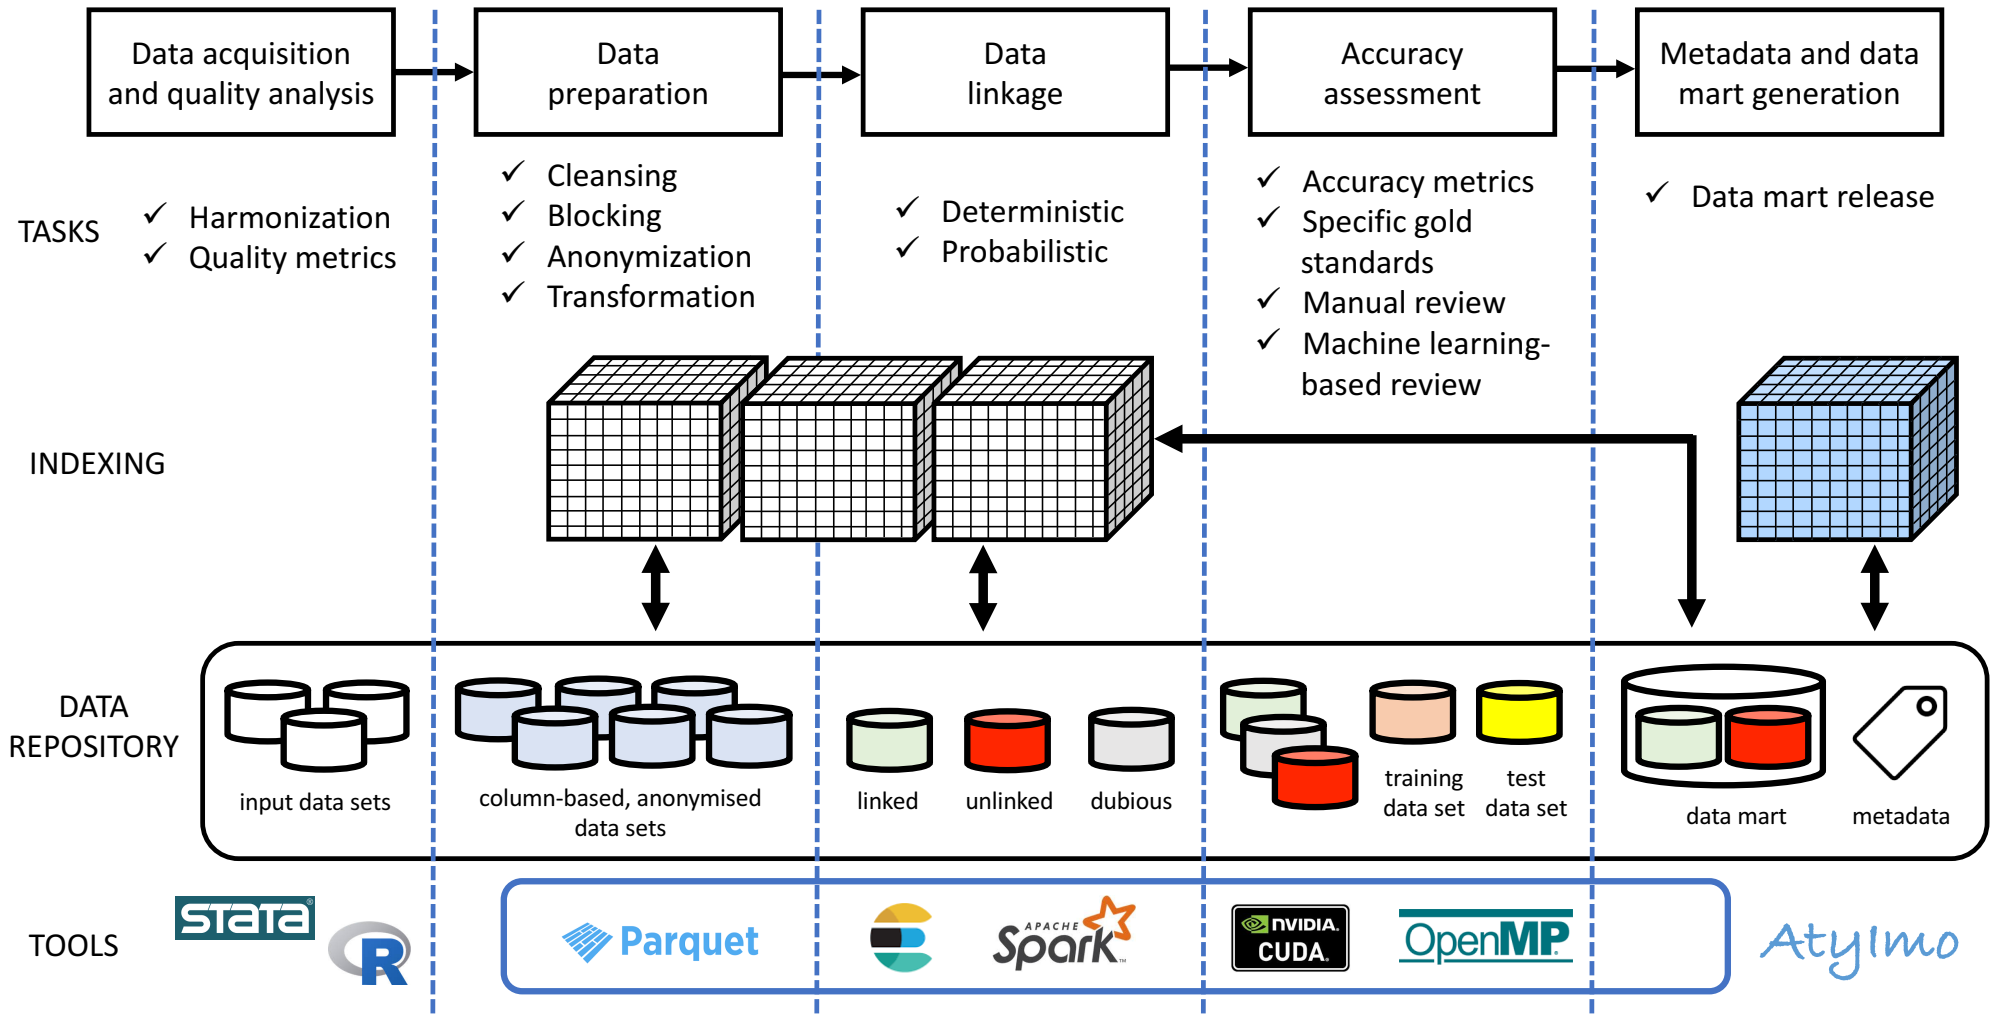 Data acquisition
and quality analysis
Data
preparation
Data
linkage
Accuracy
assessment
Metadada and data
mart generation
TASKS
✓ Harmonization
✓ Quality metrics
✓ Cleansing
✓ Blocking
✓ Anonymization
✓ Transformation
✓ Deterministic
✓ Probabilistic
✓ Accuracy metrics
✓ Specific gold
standards
✓ Manual review
✓ Machine learning-
based review
✓ Data mart release
INDEXING
DATA
REPOSITORY
input data sets
column-based, anonymised
data sets
linked
unlinked
dubious
training
data set
test
data set
data mart
metadata
TOOLS
STATA®
R
Parquet
APACHE
Spark™
NVIDIA.
CUDA®
OpenMP®
AtyImo